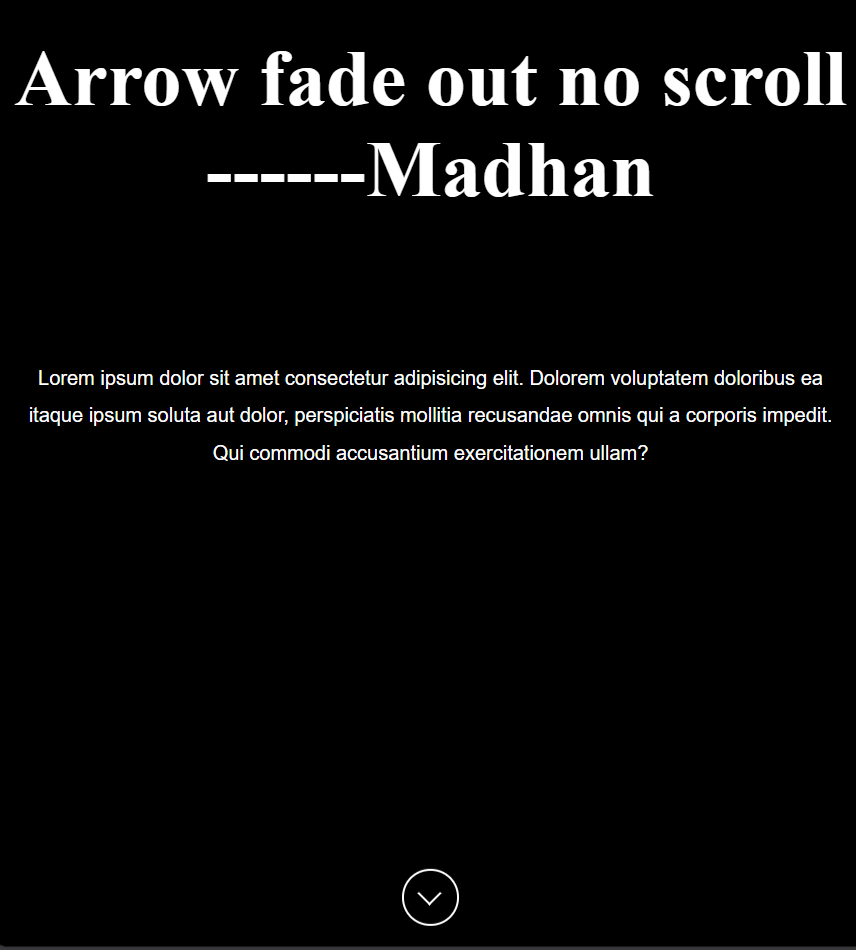 Arrow fade out no scroll
------Madhan
Lorem ipsum dolor sit amet consectetur adipisicing elit. Dolorem voluptatem doloribus ea
itaque ipsum soluta aut dolor, perspiciatis mollitia recusandae omnis qui a corporis impedit.
Qui commodi accusantium exercitationem ullam?